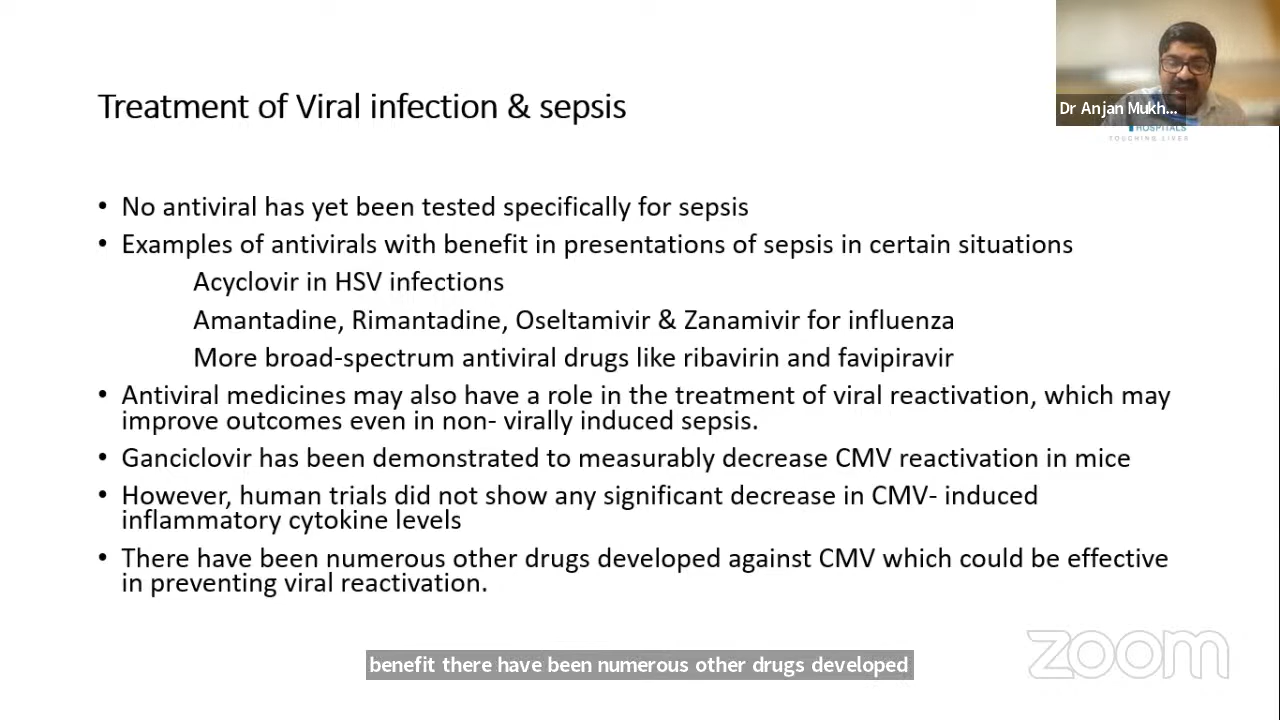 Dr Anjan Mukh...
HOSPITALS
TOUCHING LIVES
Treatment of Viral infection & sepsis
• No antiviral has yet been tested specifically for sepsis
• Examples of antivirals with benefit in presentations of sepsis in certain situations
Acyclovir in HSV infections
Amantadine, Rimantadine, Oseltamivir & Zanamivir for influenza
More broad-spectrum antiviral drugs like ribavirin and favipiravir
• Antiviral medicines may also have a role in the treatment of viral reactivation, which may
improve outcomes even in non- virally induced sepsis.
• Ganciclovir has been demonstrated to measurably decrease CMV reactivation in mice
• However, human trials did not show any significant decrease in CMV- induced
inflammatory cytokine levels
• There have been numerous other drugs developed against CMV which could be effective
in preventing viral reactivation.
benefit there have been numerous other drugs developed
zoom